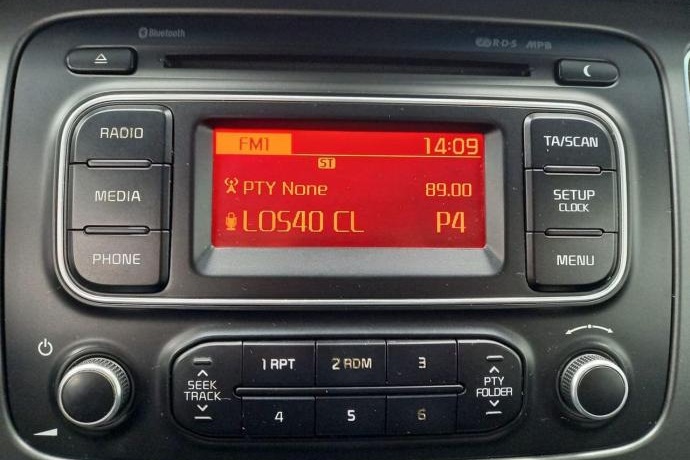 Bluetooth
R·D·S MP3
RADIO
MEDIA
PHONE
FM1 14:09
ST
PTY None 89.00
LOS40 CL P4
TA/SCAN
SETUP
CLOCK
MENU
SEEK
TRACK
1 RPT
2 RDM
3
4
5
6
PTY
FOLDER